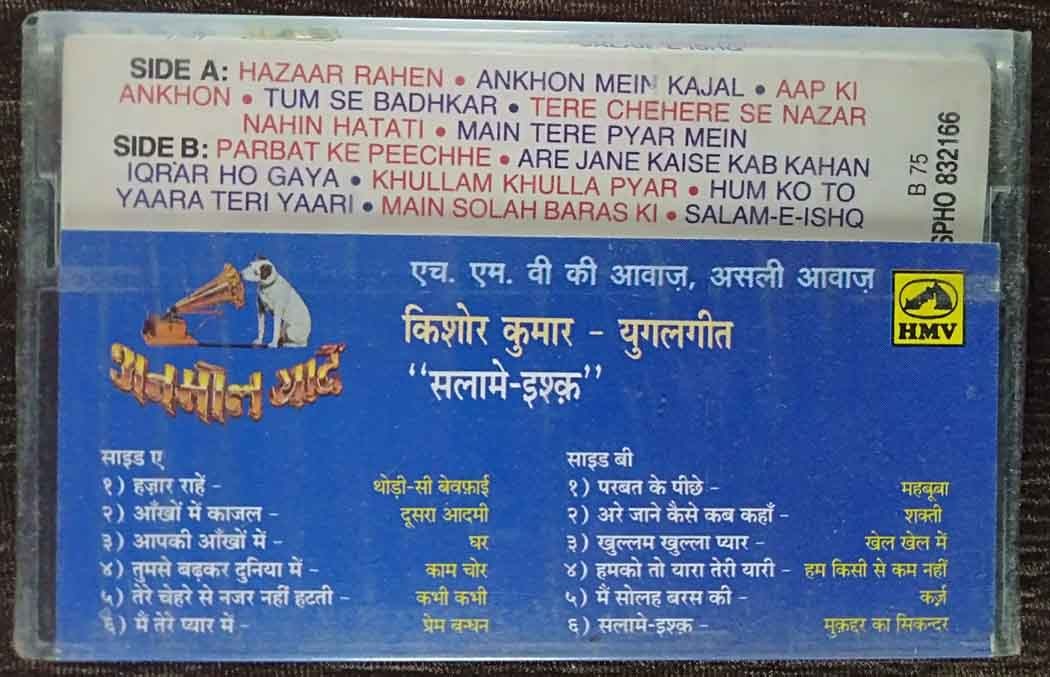 SIDE A: HAZAAR RAHEN • ANKHON MEIN KAJAL • AAP KI
ANKHON • TUM SE BADHKAR • TERE CHEHERE SE NAZAR
NAHIN HATATI • MAIN TERE PYAR MEIN
SIDE B: PARBAT KE PEECHHE • ARE JANE KAISE KAB KAHAN
IQRAR HO GAYA • KHULLAM KHULLA PYAR • HUM KO TO
YAARA TERI YAARI • MAIN SOLAH BARAS KI • SALAM-E-ISHQ
B 75
SPHO 832166
एच. एम. वी की आवाज़, असली आवाज़
HMV
किशोर कुमार - युगलगीत
“सलामे-इश्क़”
अनमोल यादें
साइड ए
१) हज़ार राहें - थोड़ी-सी बेवफ़ाई
२) आँखों में काजल - दूसरा आदमी
३) आपकी आँखों में - घर
४) तुमसे बढ़कर दुनिया में - काम चोर
५) तेरे चेहरे से नजर नहीं हटती - कभी कभी
६) मैं तेरे प्यार में - प्रेम बन्धन
साइड बी
१) परबत के पीछे - महबूबा
२) अरे जाने कैसे कब कहाँ - शक्ती
३) खुल्लम खुल्ला प्यार - खेल खेल में
४) हमको तो यारा तेरी यारी - हम किसी से कम नहीं
५) मैं सोलह बरस की - कर्ज़
६) सलामे-इश्क़ - मुक़द्दर का सिकन्दर